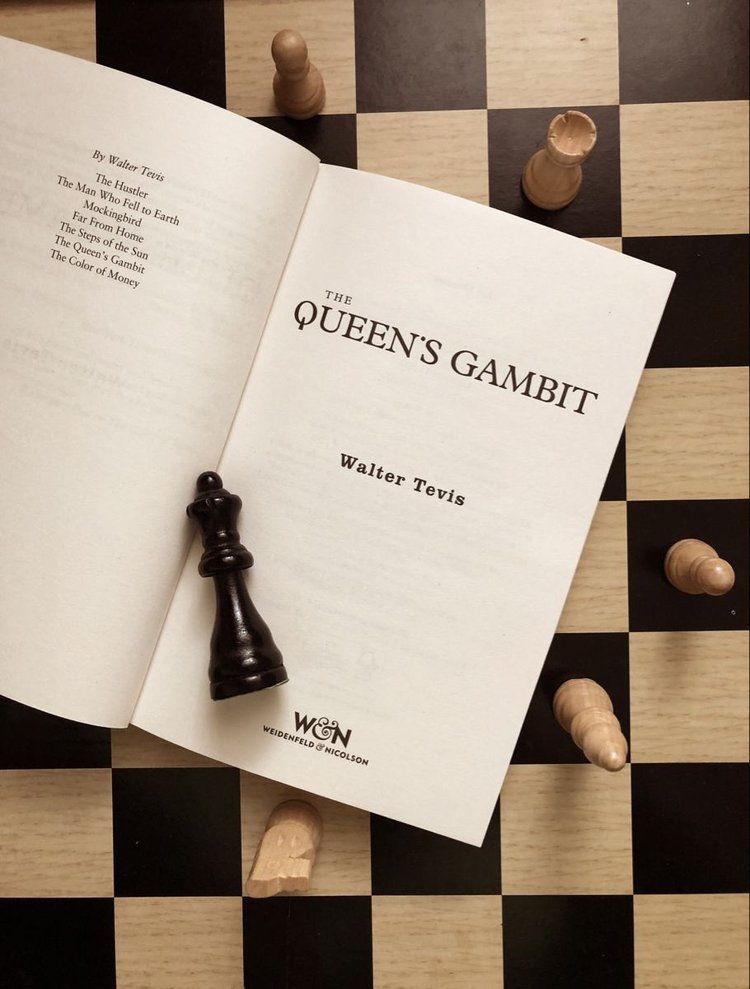 By Walter Tevis
The Hustler
The Man Who Fell to Earth
Mockingbird
Far From Home
The Steps of the Sun
The Queen's Gambit
The Color of Money
THE
QUEEN'S GAMBIT
Walter Tevis
W&N
WEIDENFELD & NICOLSON